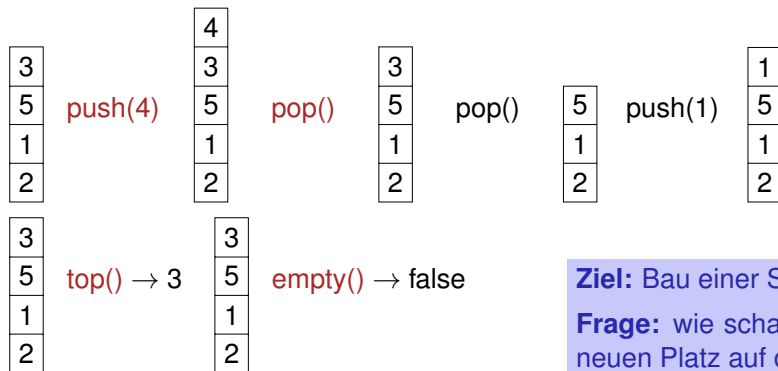 4
3 3 3 1
5 push(4) 5 pop() 5 pop() 5 push(1) 5
1 1 1 1 1
2 2 2 2 2
3 3
5 top() → 3 5 empty() → false
1 1
2 2
Ziel: Bau einer
Frage: wie
neuen Platz auf